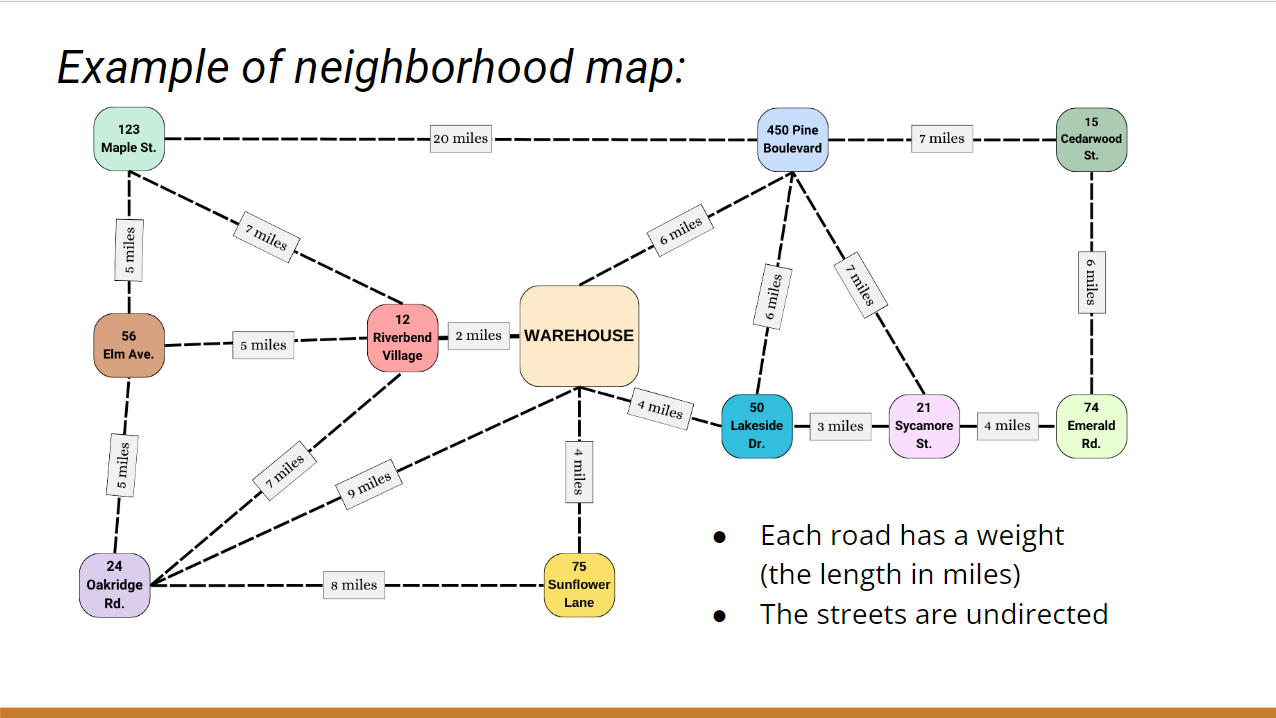 Example of neighborhood map:
123
Maple St.
20 miles
450 Pine
Boulevard
7 miles
15
Cedarwood
St.
5 miles
7 miles
6 miles
6 miles
7 miles
6 miles
56
Elm Ave.
5 miles
12
Riverbend
Village
2 miles
WAREHOUSE
4 miles
50
Lakeside
Dr.
3 miles
21
Sycamore
St.
4 miles
74
Emerald
Rd.
5 miles
7 miles
9 miles
4 miles
24
Oakridge
Rd.
8 miles
75
Sunflower
Lane
● Each road has a weight
(the length in miles)
● The streets are undirected